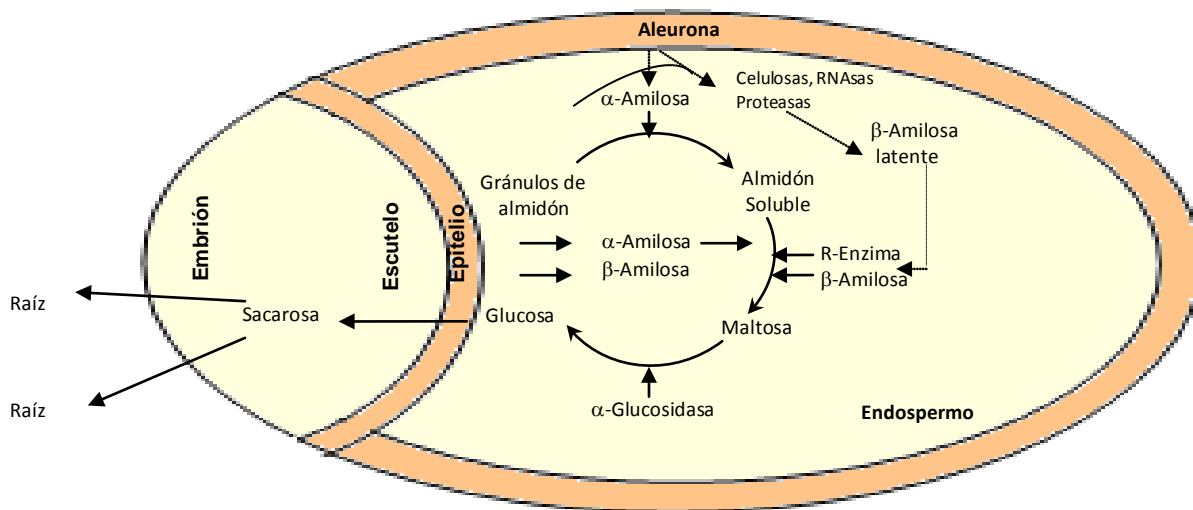 Aleurona
Celulosas, RNAsas
Proteasas
α-Amilosa
β-Amilosa
latente
Gránulos de
almidón
Almidón
Soluble
α-Amilosa
β-Amilosa
R-Enzima
β-Amilosa
Embrión
Escutelo
Epitelio
Raíz
Sacarosa
Glucosa
Maltosa
Raíz
α-Glucosidasa
Endospermo